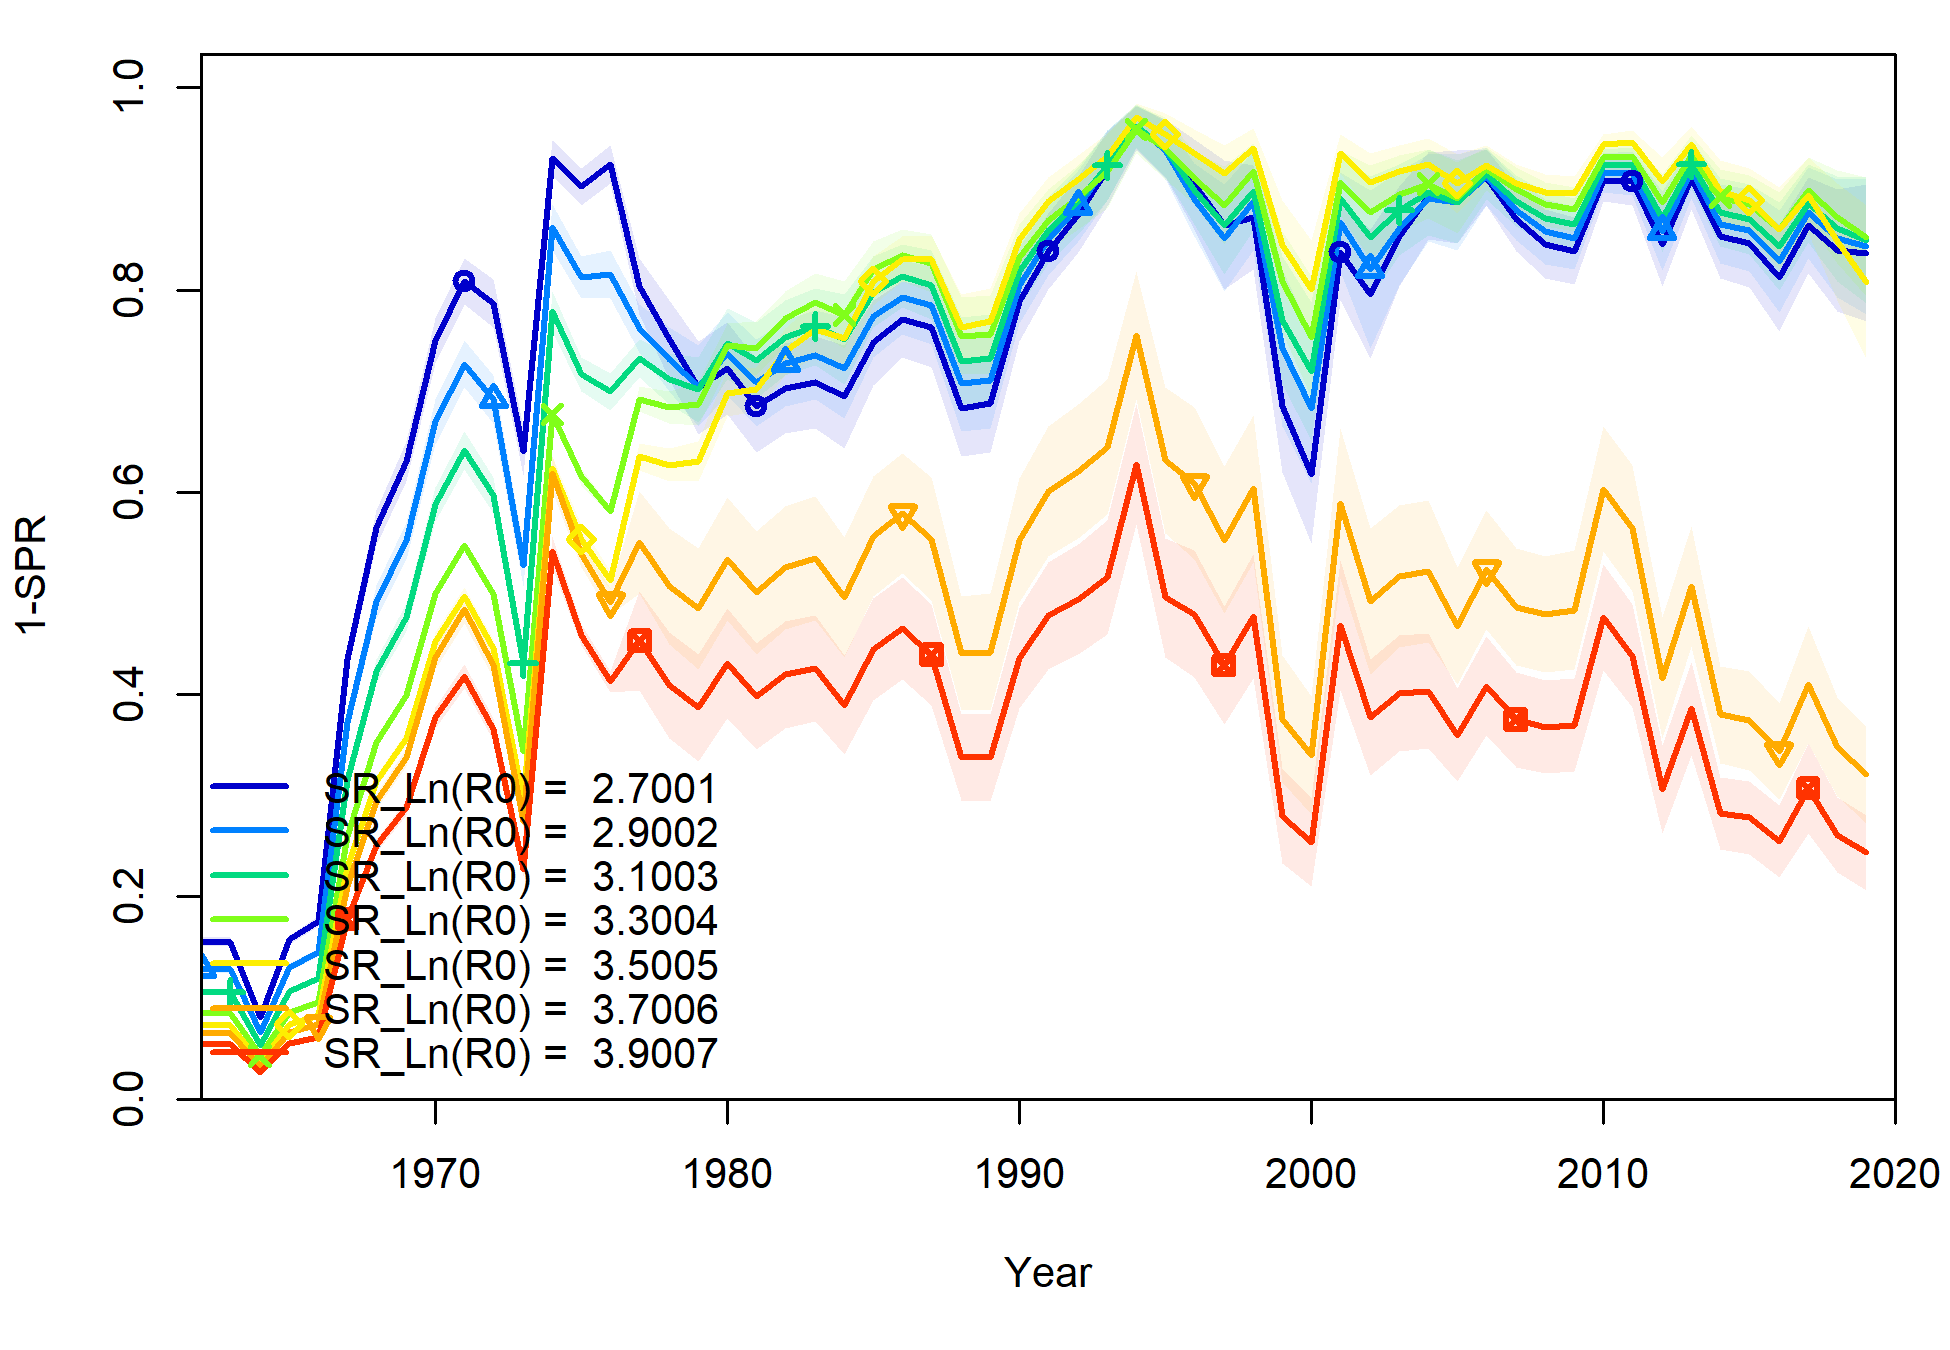 1.0
0.8
0.6
0.4
0.2
0.0
1-SPR
SR_Ln(R0) = 2.7001
SR_Ln(R0) = 2.9002
SR_Ln(R0) = 3.1003
SR_Ln(R0) = 3.3004
SR_Ln(R0) = 3.5005
SR_Ln(R0) = 3.7006
SR_Ln(R0) = 3.9007
1970 1980 1990 2000 2010 2020
Year